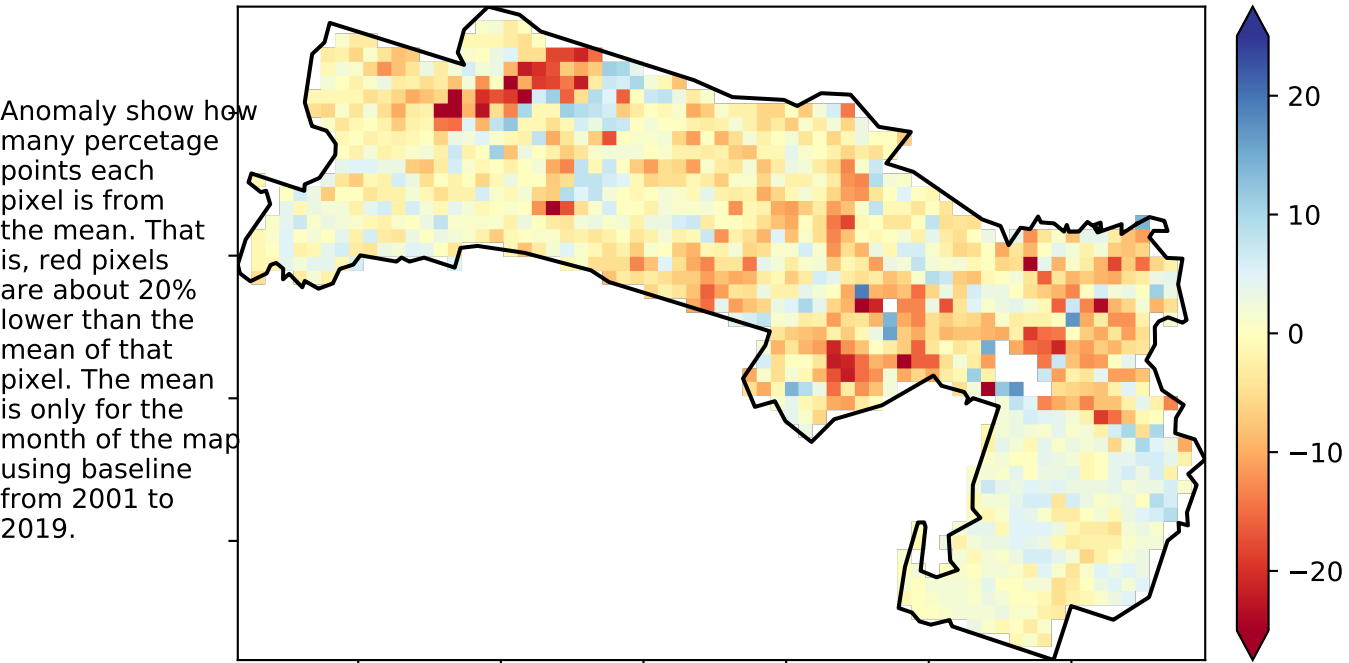 Anomaly show how
many percetage
points each
pixel is from
the mean. That
is, red pixels
are about 20%
lower than the
mean of that
pixel. The mean
is only for the
month of the map
using baseline
from 2001 to
2019.
20
10
0
−10
−20